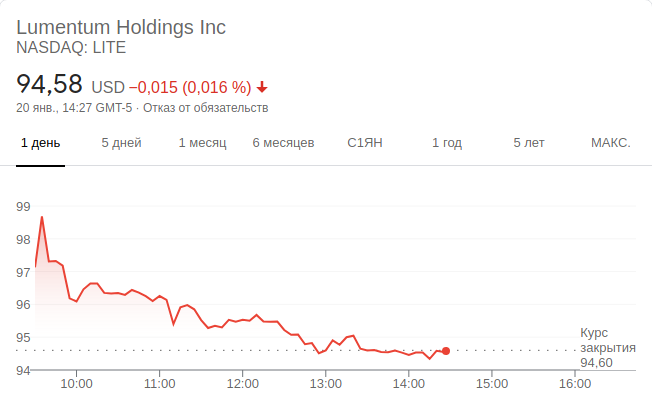 Lumentum Holdings Inc
NASDAQ: LITE
94,58 USD −0,015 (0,016 %)
20 янв., 14:27 GMT-5 · Отказ от обязательств
1 день 5 дней 1 месяц 6 месяцев С1ЯН 1 год 5 лет МАКС.
99
98
97
96
95
94
Курс
закрытия
94,60
10:00 11:00 12:00 13:00 14:00 15:00 16:00